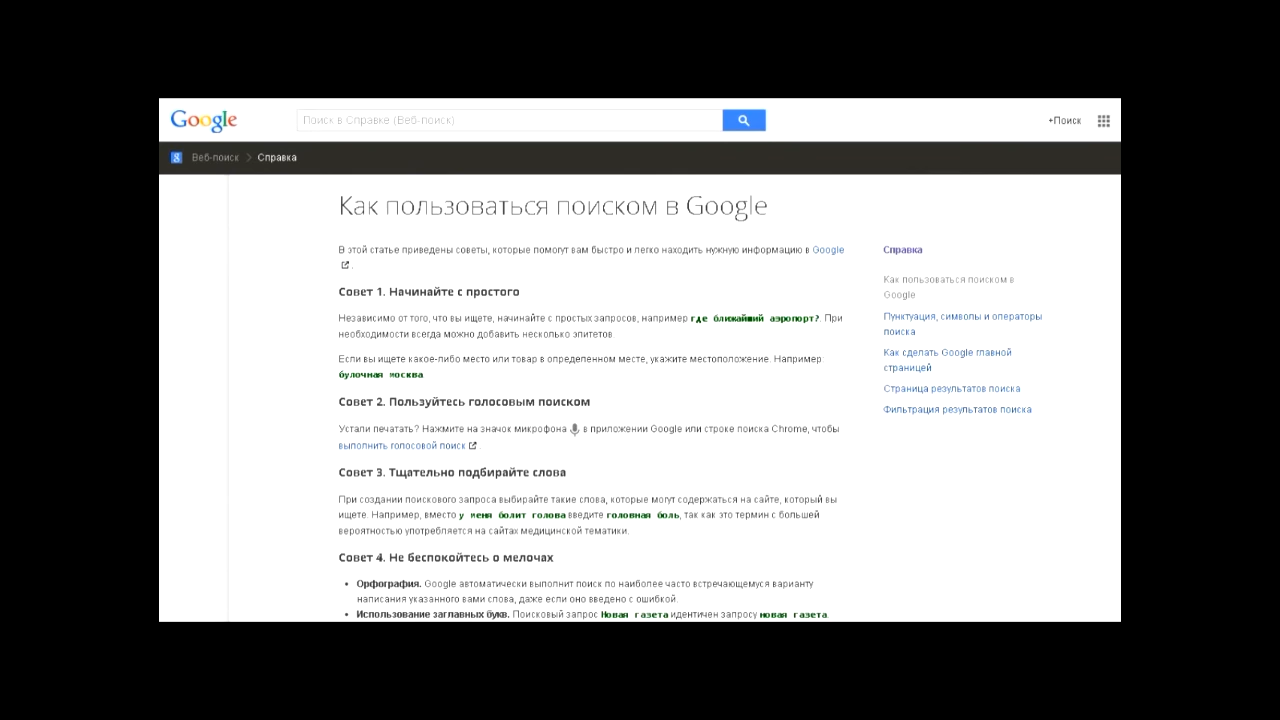 Google
Поиск в Справке (Веб-поиск)
+Поиск
Веб-поиск
Справка
Как пользоваться поиском в Google
В этой статье приведены советы, которые помогут вам быстро и легко находить нужную информацию в Google
.
Совет 1. Начинайте с простого
Независимо от того, что вы ищете, начинайте с простых запросов, например где ближайший аэропорт?. При
необходимости всегда можно добавить несколько эпитетов.
Если вы ищете какое-либо место или товар в определенном месте, укажите местоположение. Например:
булочная москва
Совет 2. Пользуйтесь голосовым поиском
Устали печатать? Нажмите на значок микрофона в приложении Google или строке поиска Chrome, чтобы
выполнить голосовой поиск .
Совет 3. Тщательно подбирайте слова
При создании поискового запроса выбирайте такие слова, которые могут содержаться на сайте, который вы
ищете. Например, вместо у меня болит голова введите головная боль, так как это термин с большей
вероятностью употребляется на сайтах медицинской тематики.
Совет 4. Не беспокойтесь о мелочах
• Орфография. Google автоматически выполнит поиск по наиболее часто встречающемуся варианту
написания указанного вами слова, даже если оно введено с ошибкой.
• Использование заглавных букв. Поисковый запрос Новая газета идентичен запросу новая газета.
Справка
Как пользоваться поиском в
Google
Пунктуация, символы и операторы
поиска
Как сделать Google главной
страницей
Страница результатов поиска
Фильтрация результатов поиска